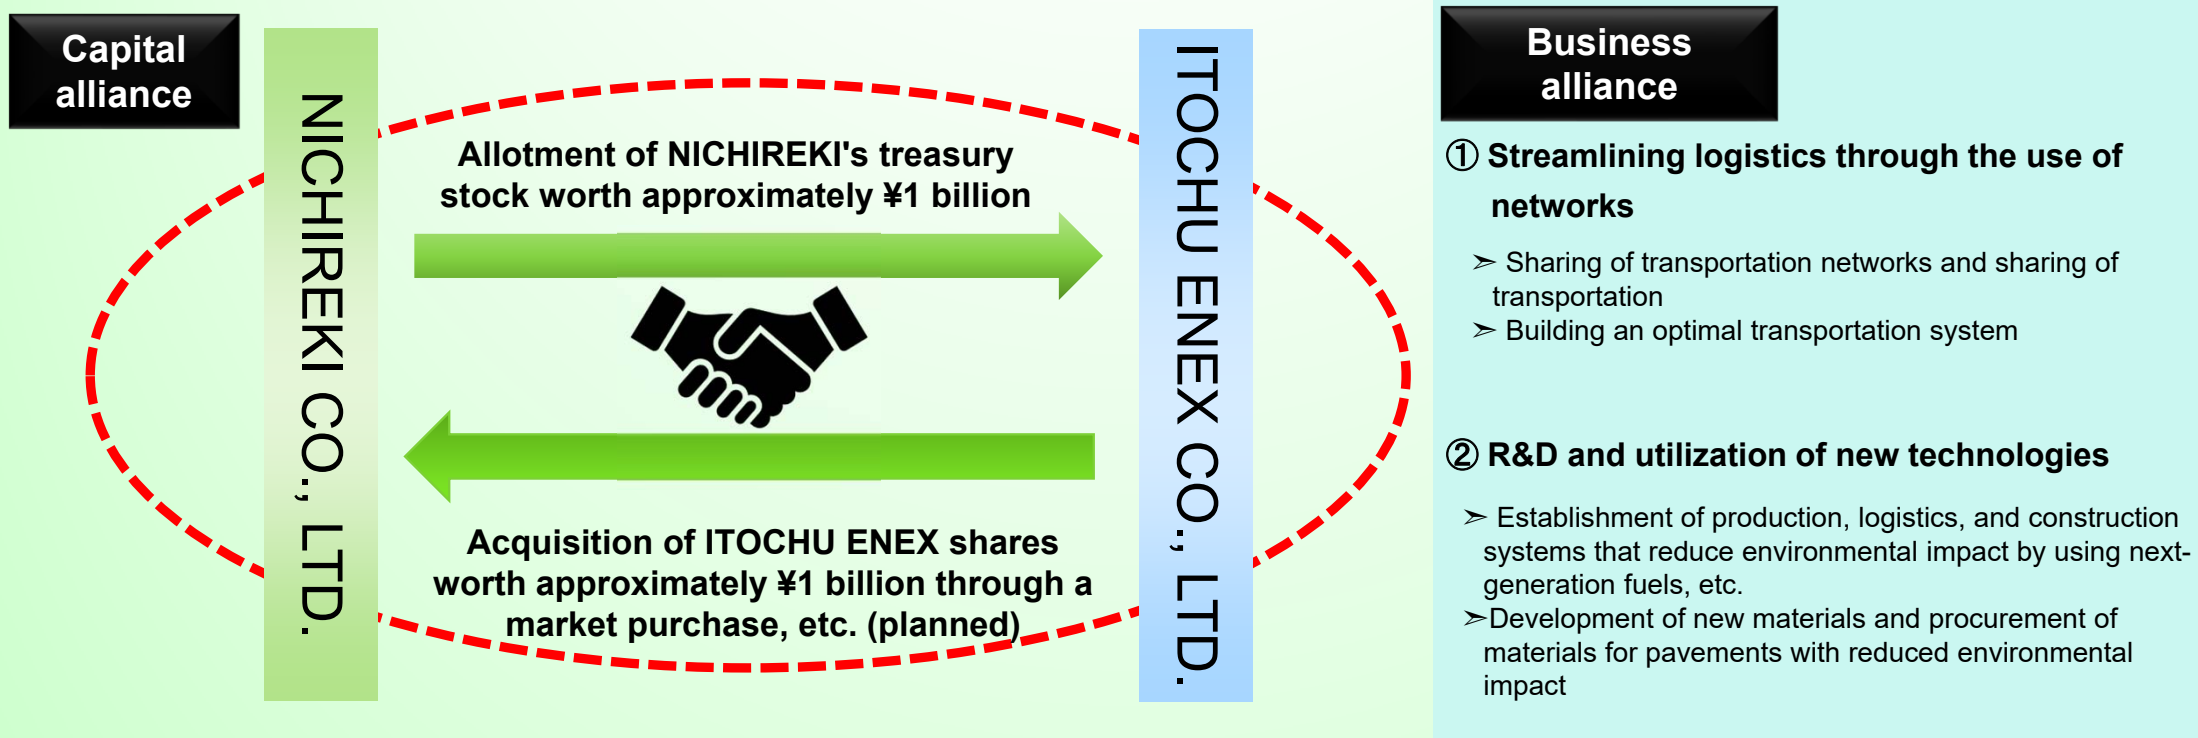 Capital
alliance
NICHIREKI CO., LTD.
Allotment of NICHIREKI's treasury
stock worth approximately ¥1 billion
Acquisition of ITOCHU ENEX shares
worth approximately ¥1 billion through a
market purchase, etc. (planned)
ITOCHU ENEX CO., LTD.
Business
alliance
① Streamlining logistics through the use of
networks
➣ Sharing of transportation networks and sharing of
transportation
➣ Building an optimal transportation system
② R&D and utilization of new technologies
➣ Establishment of production, logistics, and construction
systems that reduce environmental impact by using next-
generation fuels, etc.
➣Development of new materials and procurement of
materials for pavements with reduced environmental
impact